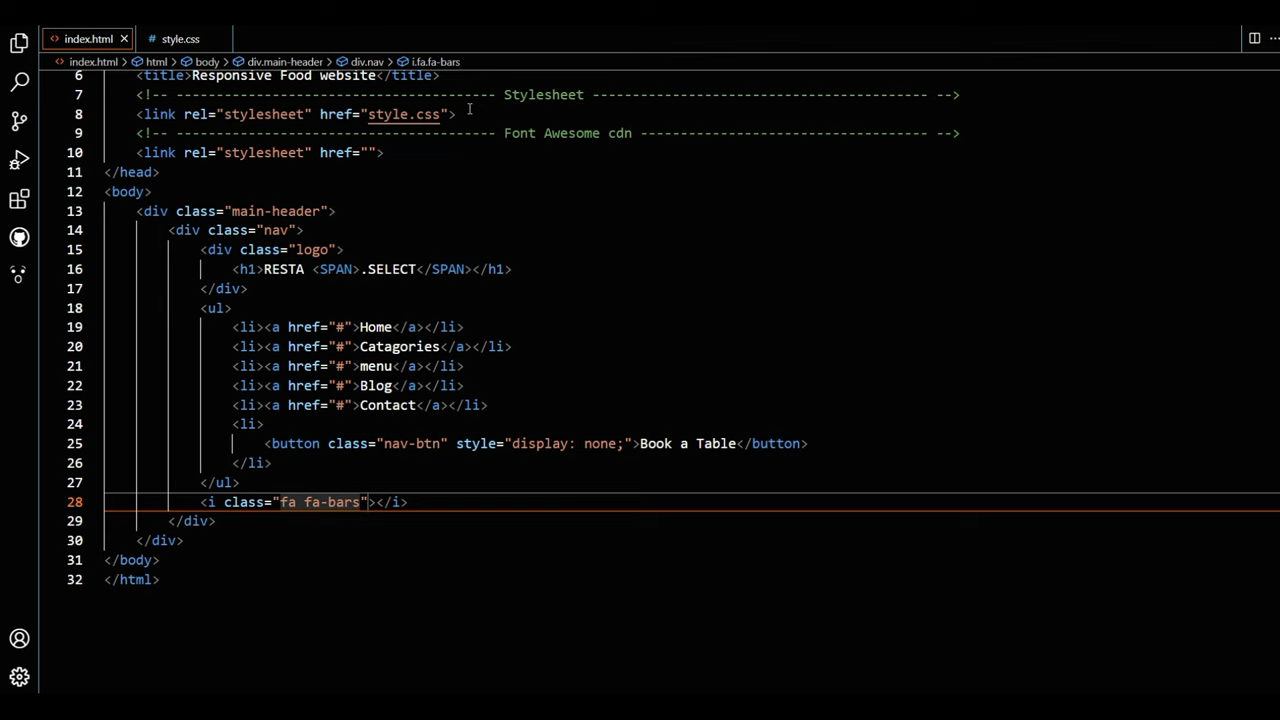 index.html style.css
index.html > html > body > div.main-header > div.nav > i.fa.fa-bars
6 <title>Responsive Food website</title>
7 <!-- ---------------------------------------- Stylesheet ------------------------------------------ -->
8 <link rel="stylesheet" href="style.css">
9 <!-- ---------------------------------------- Font Awesome cdn ------------------------------------ -->
10 <link rel="stylesheet" href="">
11 </head>
12 <body>
13 <div class="main-header">
14 <div class="nav">
15 <div class="logo">
16 <h1>RESTA <SPAN>.SELECT</SPAN></h1>
17 </div>
18 <ul>
19 <li><a href="#">Home</a></li>
20 <li><a href="#">Catagories</a></li>
21 <li><a href="#">menu</a></li>
22 <li><a href="#">Blog</a></li>
23 <li><a href="#">Contact</a></li>
24 <li>
25 <button class="nav-btn" style="display: none;">Book a Table</button>
26 </li>
27 </ul>
28 <i class="fa fa-bars"></i>
29 </div>
30 </div>
31 </body>
32 </html>